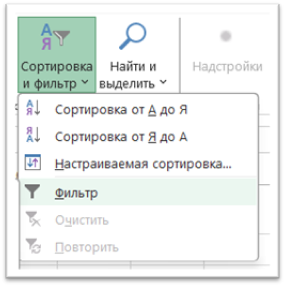 Сортировка
и фильтр
Найти и
выделить
Надстройки
Сортировка от А до Я
Сортировка от Я до А
Настраиваемая сортировка...
Фильтр
Очистить
Повторить